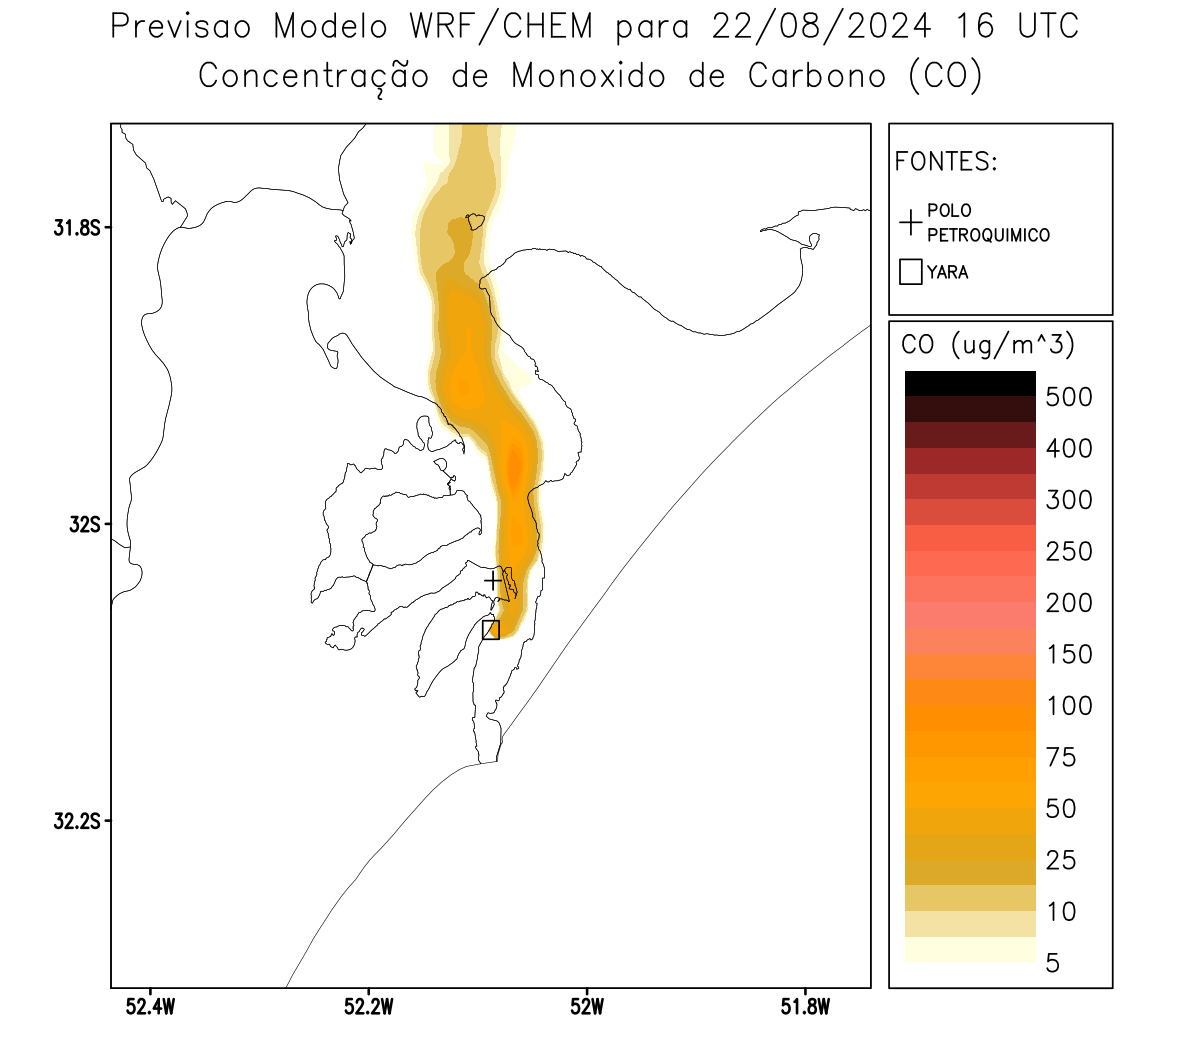 Previsao Modelo WRF/CHEM para 22/08/2024 16 UTC
Concentração de Monoxido de Carbono (CO)
FONTES:
POLO
PETROQUIMICO
YARA
CO (ug/m^3)
500
400
300
250
200
150
100
75
50
25
10
5
31.8S
32S
32.2S
52.4W
52.2W
52W
51.8W